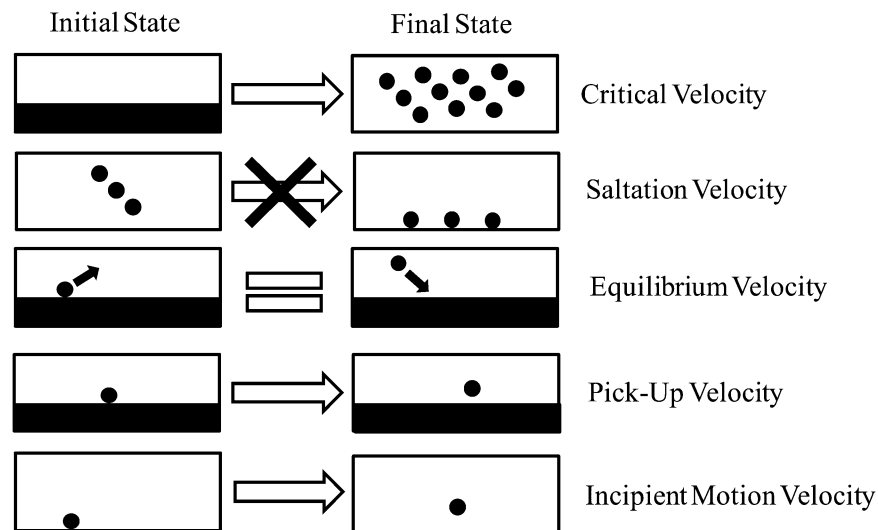 Initial State
Final State
Critical Velocity
Saltation Velocity
Equilibrium Velocity
Pick-Up Velocity
Incipient Motion Velocity